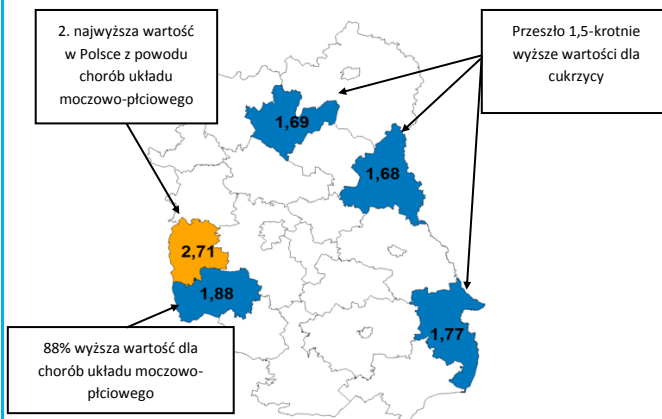 2. najwyższa wartość
w Polsce z powodu
chorób układu
moczowo-płciowego
Przeszło 1,5-krotnie
wyższe wartości dla
cukrzycy
1,69
1,68
2,71
1,88
1,77
88% wyższa wartość dla
chorób układu moczowo-
płciowego